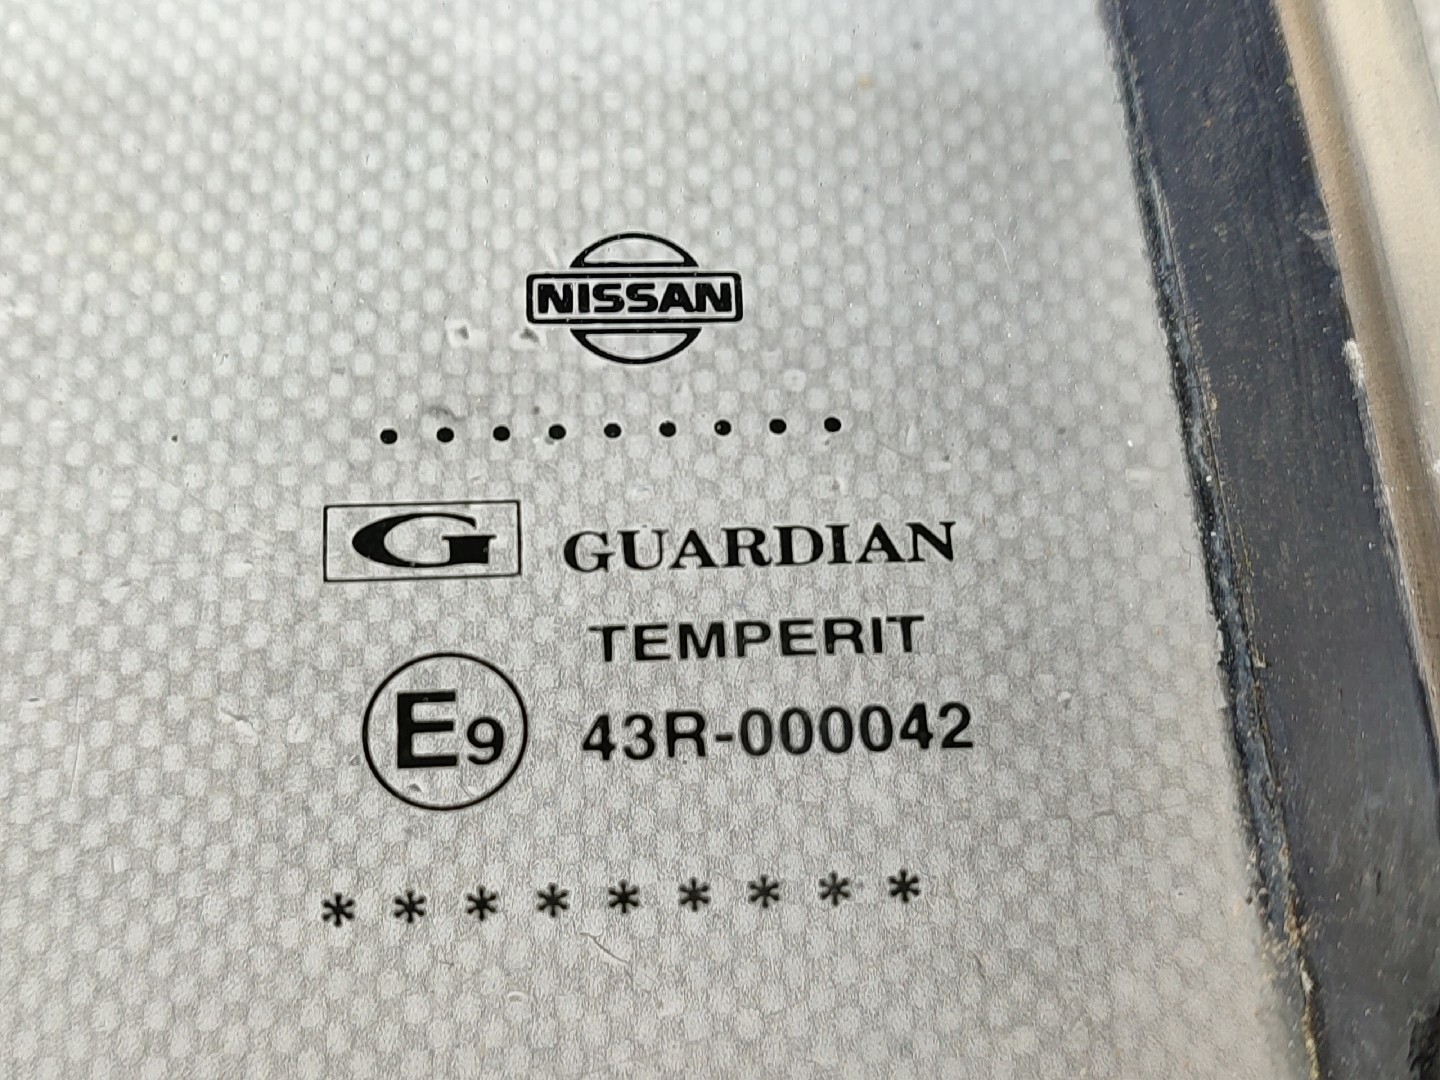 NISSAN
. . . . . . . . .
G GUARDIAN
TEMPERIT
E9 43R-000042
* * * * * * * * *